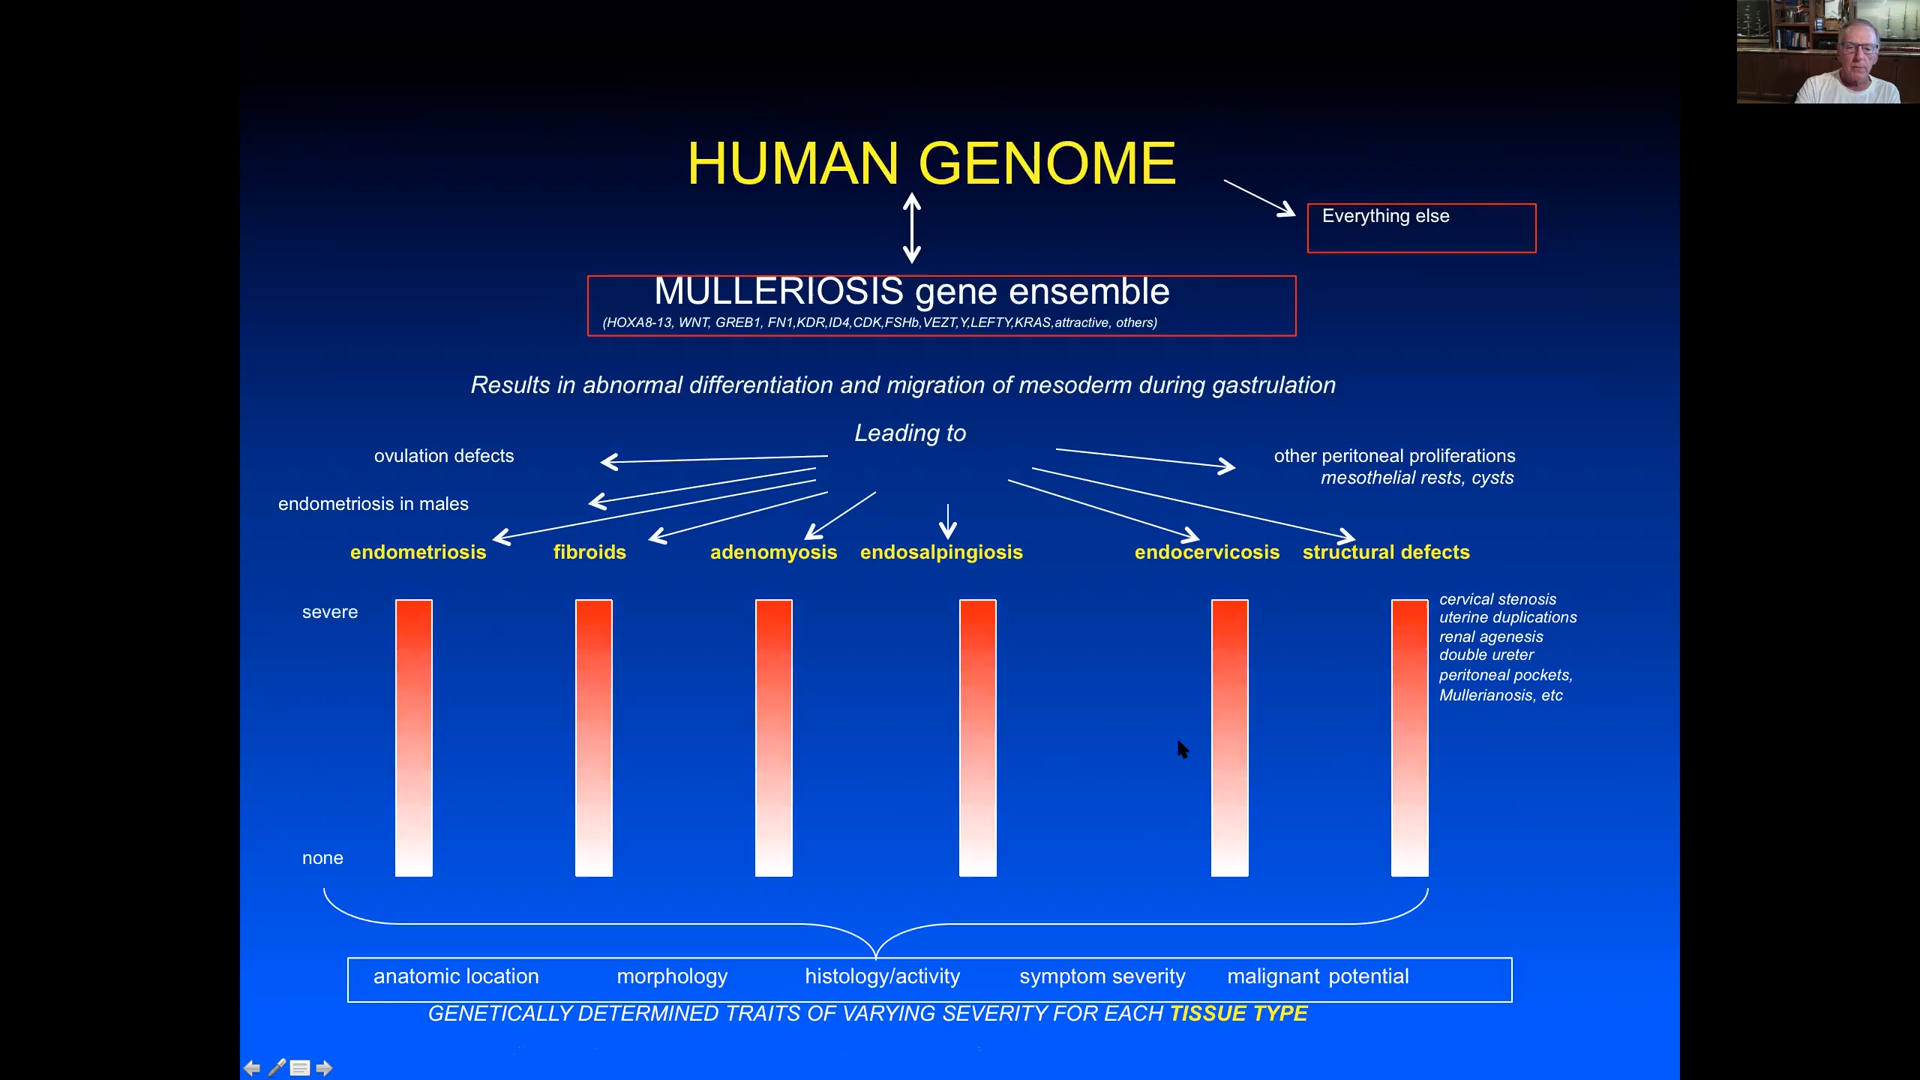 HUMAN GENOME
Everything else
MULLERIOSIS gene ensemble
(HOXA8-13, WNT, GREB1, FN1,KDR,ID4,CDK,FSHb,VEZT,Y,LEFTY,KRAS,attractive, others)
Results in abnormal differentiation and migration of mesoderm during gastrulation
Leading to
ovulation defects
other peritoneal proliferations
mesothelial rests, cysts
endometriosis in males
endometriosis fibroids adenomyosis endosalpingiosis endocervicosis structural defects
severe
cervical stenosis
uterine duplications
renal agenesis
double ureter
peritoneal pockets,
Mullerianosis, etc
none
anatomic location morphology histology/activity symptom severity malignant potential
GENETICALLY DETERMINED TRAITS OF VARYING SEVERITY FOR EACH TISSUE TYPE